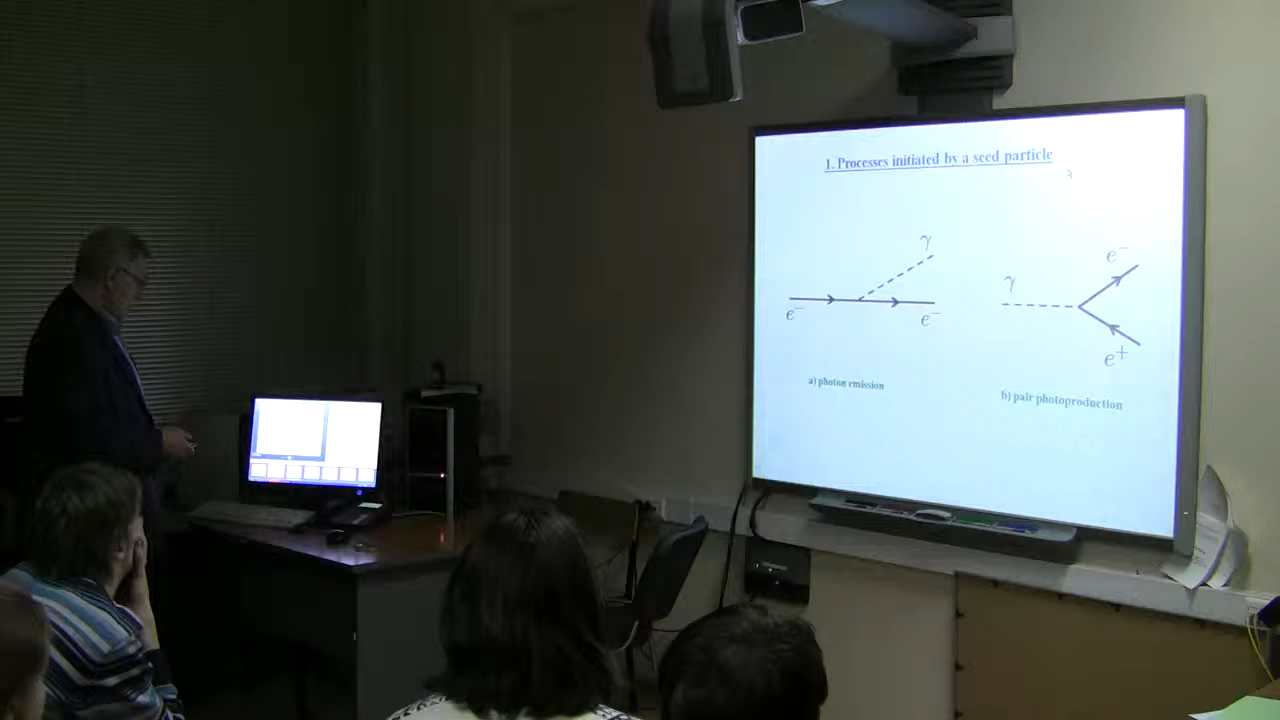 1. Processes initiated by a seed particle
γ
e⁻
e⁻
a) photon emission
γ
e⁻
e⁺
b) pair photoproduction